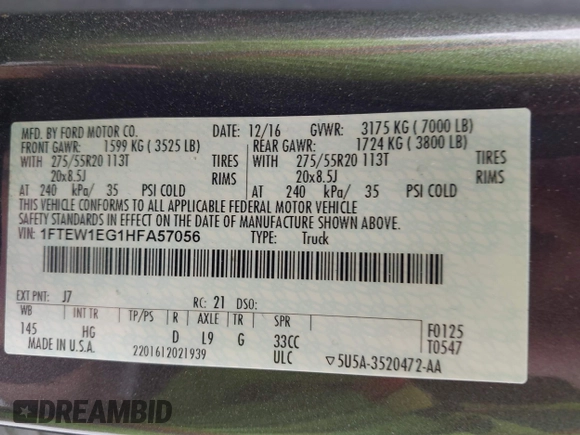 MFD. BY FORD MOTOR CO. DATE: 12/16 GVWR: 3175 KG ( 7000 LB)
FRONT GAWR: 1599 KG ( 3525 LB) REAR GAWR: 1724 KG ( 3800 LB)
WITH 275/55R20 113T TIRES WITH 275/55R20 113T TIRES
20x8.5J RIMS 20x8.5J RIMS
AT 240 kPa/ 35 PSI COLD AT 240 kPa/ 35 PSI COLD
THIS VEHICLE CONFORMS TO ALL APPLICABLE FEDERAL MOTOR VEHICLE
SAFETY STANDARDS IN EFFECT ON THE DATE OF MANUFACTURE SHOWN ABOVE.
VIN: 1FTEW1EG1HFA57056 TYPE: Truck
EXT PNT: J7 RC: 21 DSO:
WB INT TR TP/PS R AXLE TR SPR F0125
145 HG D L9 G 33CC T0547
MADE IN U.S.A. ULC
2201612021939 ▽5U5A-3520472-AA
DREAMBID